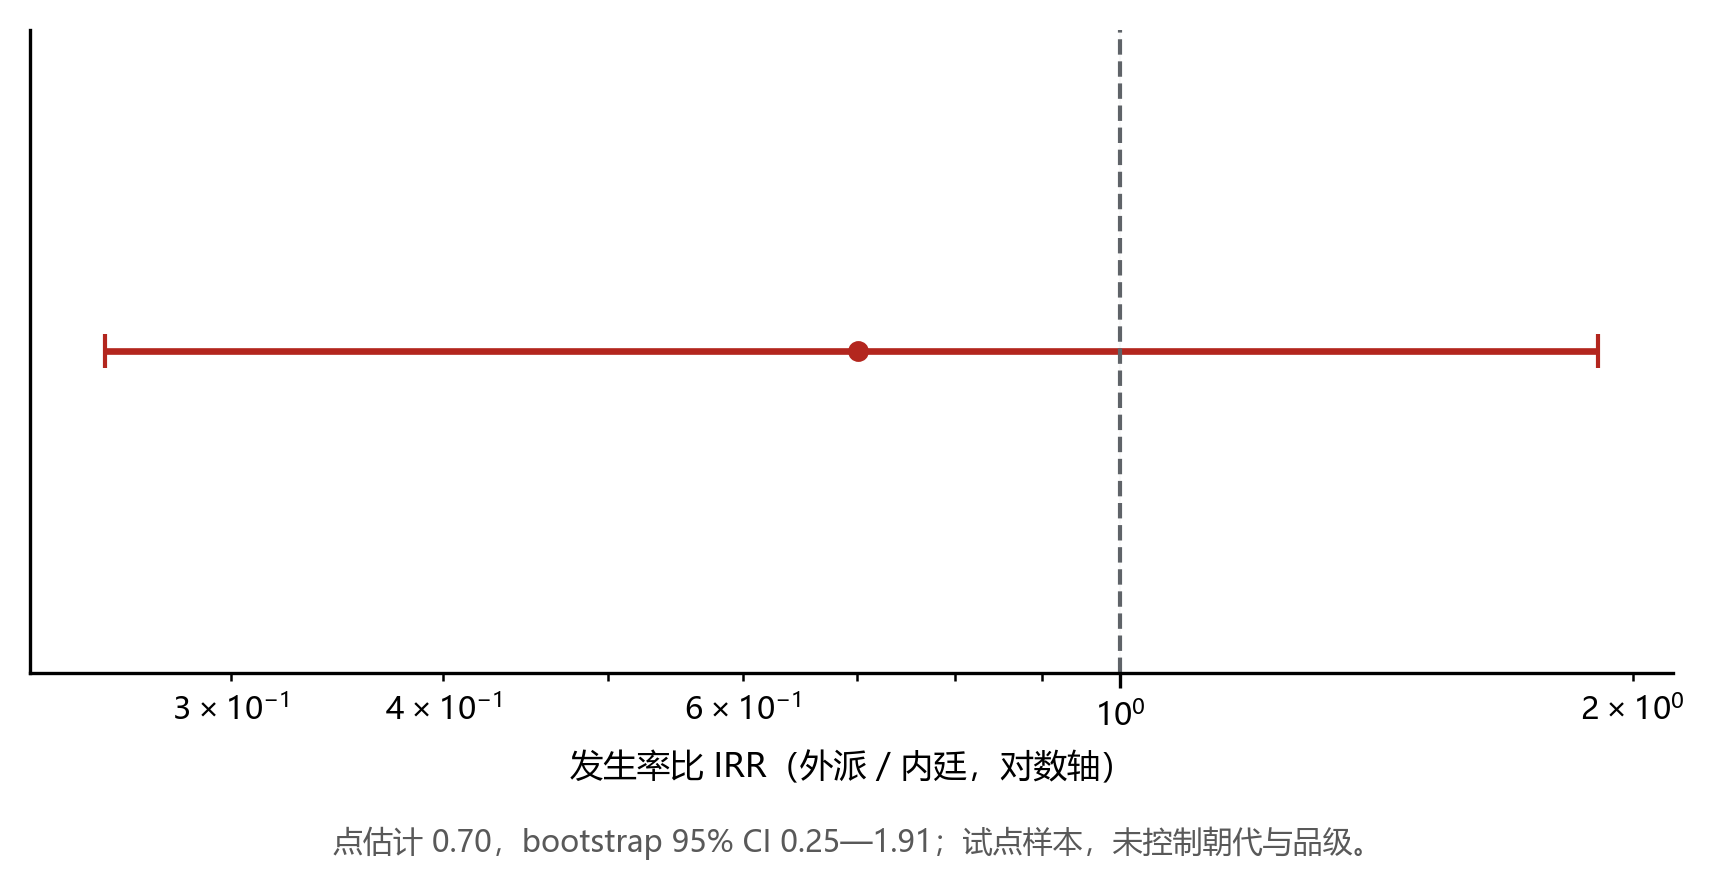 3 × 10⁻¹ 4 × 10⁻¹ 6 × 10⁻¹ 10⁰ 2 × 10⁰
发生率比 IRR（外派 / 内廷，对数轴）
点估计 0.70，bootstrap 95% CI 0.25—1.91；试点样本，未控制朝代与品级。